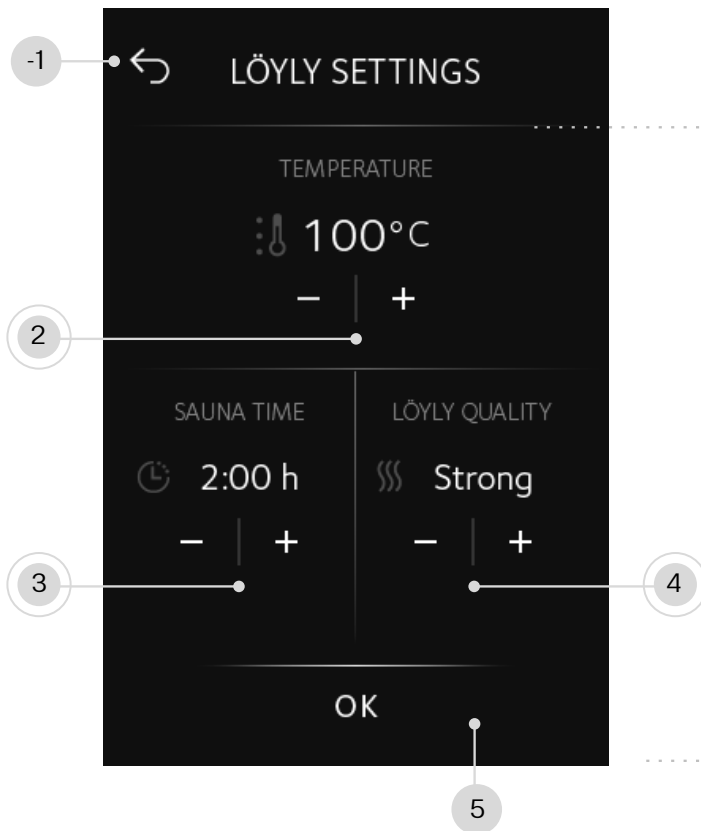 -1
LÖYLY SETTINGS
TEMPERATURE
100°C
− | +
2
SAUNA TIME
2:00 h
− | +
3
LÖYLY QUALITY
Strong
− | +
4
OK
5